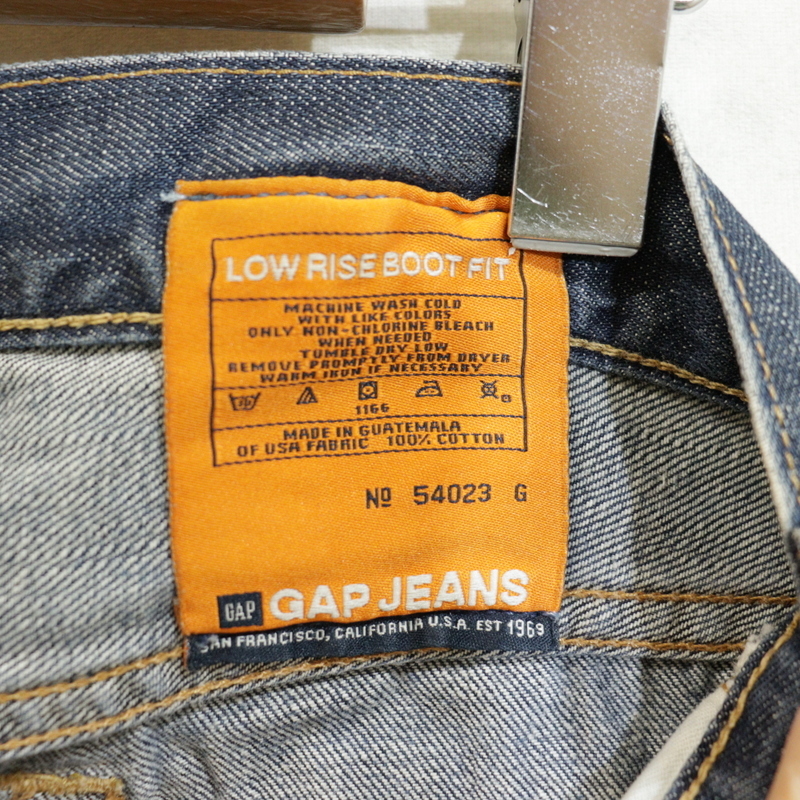 LOW RISE BOOT FIT
MACHINE WASH COLD
WITH LIKE COLORS
ONLY NON-CHLORINE BLEACH
WHEN NEEDED
TUMBLE DRY LOW
REMOVE PROMPTLY FROM DRYER
WARM IRON IF NECESSARY
1166
MADE IN GUATEMALA
OF USA FABRIC 100% COTTON
Nº 54023 G
GAP GAP JEANS
SAN FRANCISCO, CALIFORNIA U.S.A. EST 1969